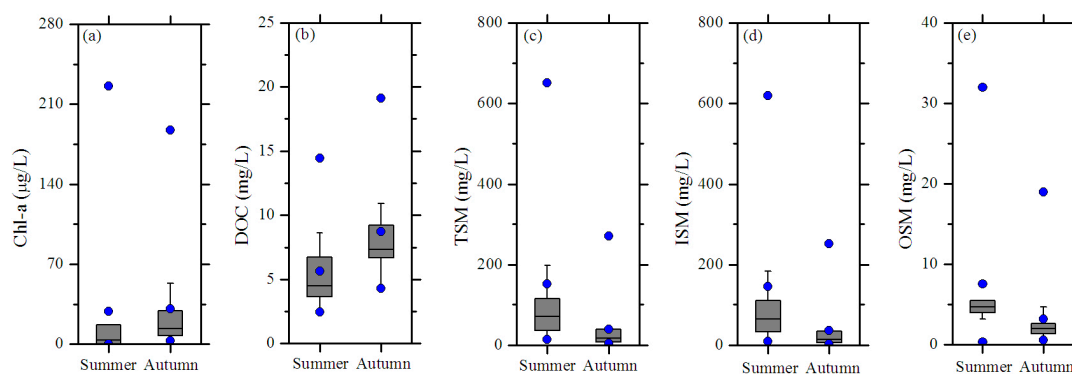 (a)
Chl-a (μg/L)
280
210
140
70
0
Summer Autumn
(b)
DOC (mg/L)
25
20
15
10
5
0
Summer Autumn
(c)
TSM (mg/L)
800
600
400
200
0
Summer Autumn
(d)
ISM (mg/L)
800
600
400
200
0
Summer Autumn
(e)
OSM (mg/L)
40
30
20
10
0
Summer Autumn